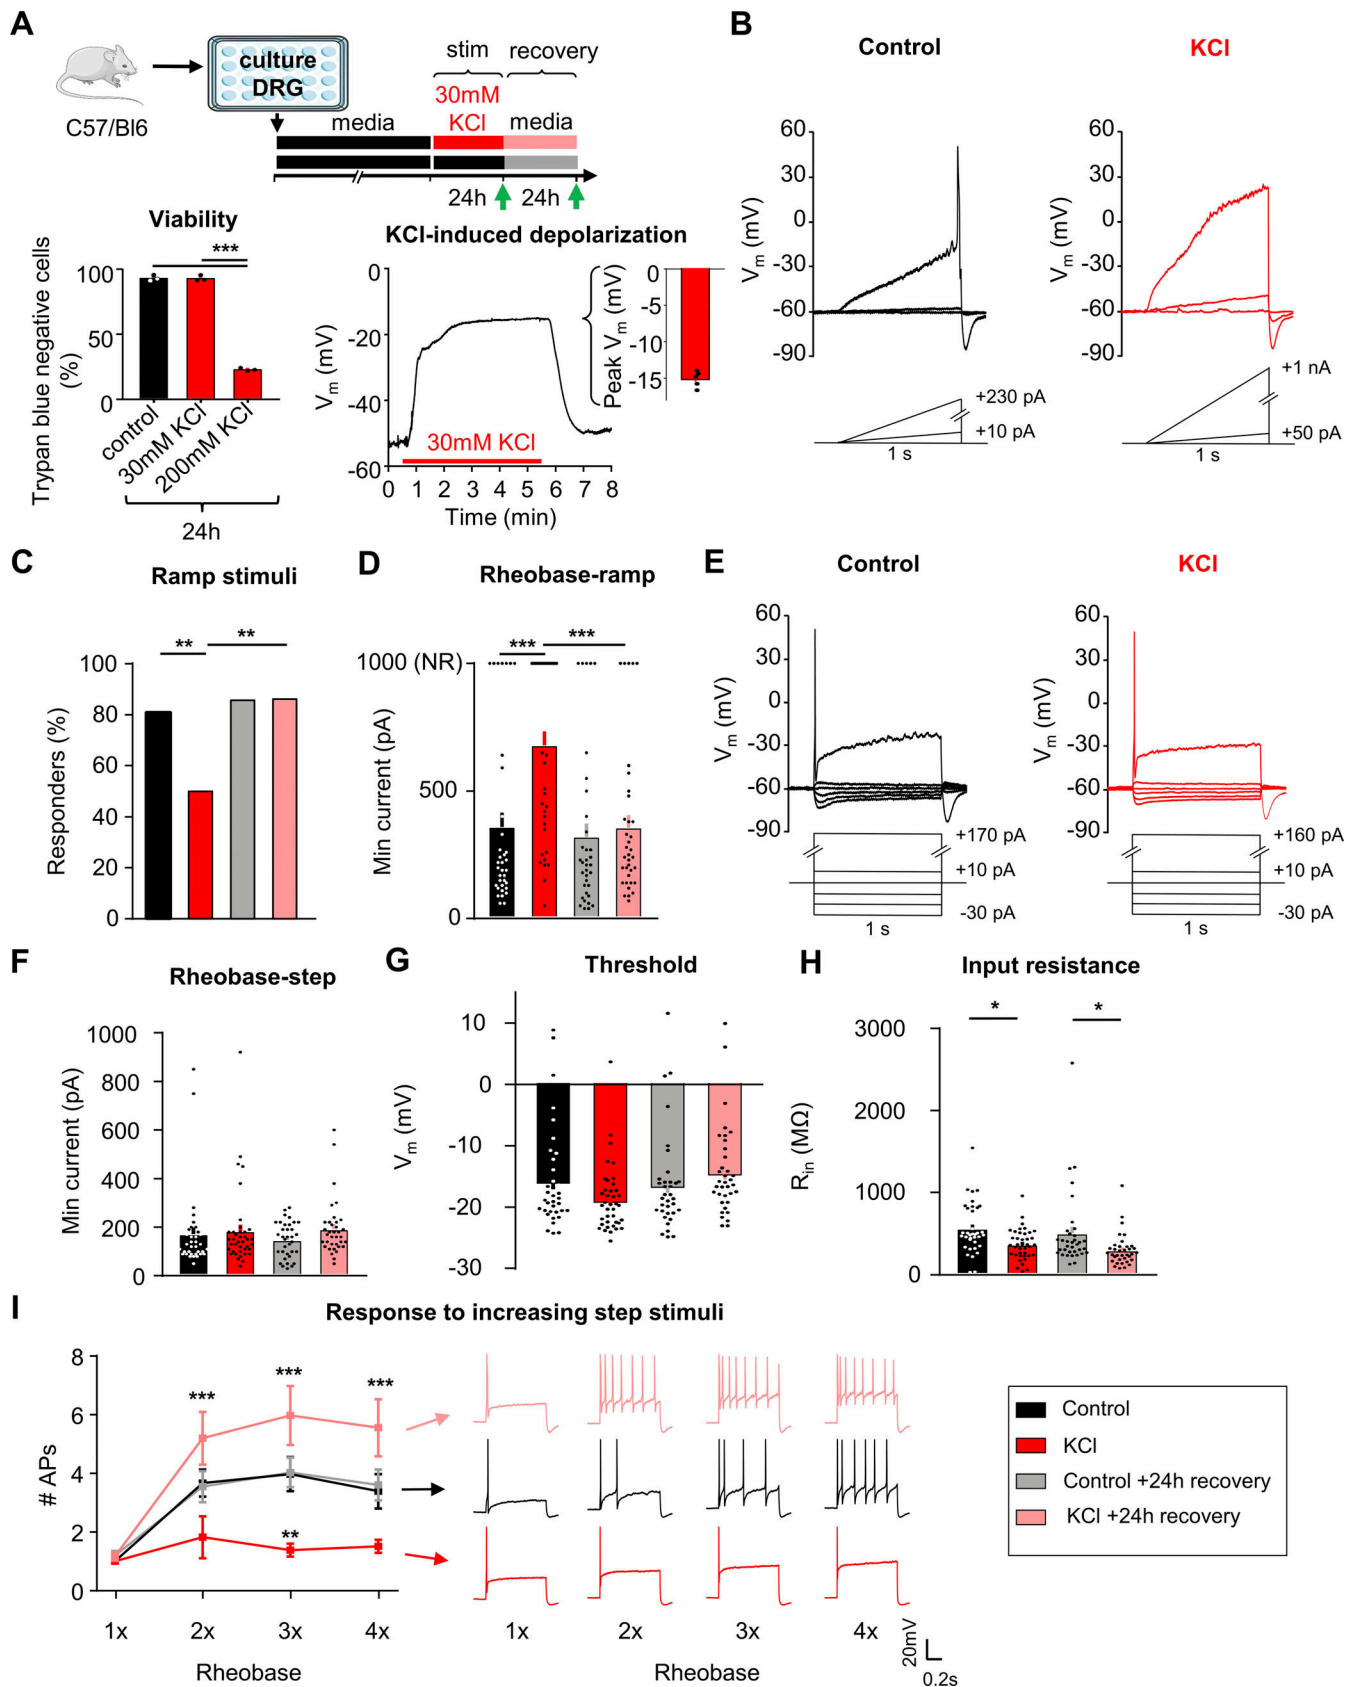 A
C57/Bl6
culture
DRG
stim
recovery
30mM
KCl
media
media
24h
24h
Viability
Trypan blue negative cells
(%)
100
50
0
***
control
30mM KCl
200mM KCl
24h
KCl-induced depolarization
Vm (mV)
0
-20
-40
-60
30mM KCl
0 1 2 3 4 5 6 7 8
Time (min)
Peak Vm (mV)
0
-5
-10
-15
B
Control
KCl
Vm (mV)
60
30
0
-30
-60
-90
+230 pA
+10 pA
1 s
Vm (mV)
60
30
0
-30
-60
-90
+1 nA
+50 pA
1 s
C
Ramp stimuli
Responders (%)
** **
100
80
60
40
20
0
D
Rheobase-ramp
Min current (pA)
*** ***
1000 (NR)
500
0
E
Control
KCl
Vm (mV)
60
30
0
-30
-60
-90
+170 pA
+10 pA
-30 pA
1 s
Vm (mV)
60
30
0
-30
-60
-90
+160 pA
+10 pA
-30 pA
1 s
F
Rheobase-step
Min current (pA)
1000
800
600
400
200
0
G
Threshold
Vm (mV)
10
0
-10
-20
-30
H
Input resistance
Rin (MΩ)
* *
3000
2000
1000
0
I
Response to increasing step stimuli
# APs
8
6
4
2
0
*** *** ***
**
1x 2x 3x 4x
Rheobase
1x 2x 3x 4x
Rheobase
20mV
0.2s
Control
KCl
Control +24h recovery
KCl +24h recovery